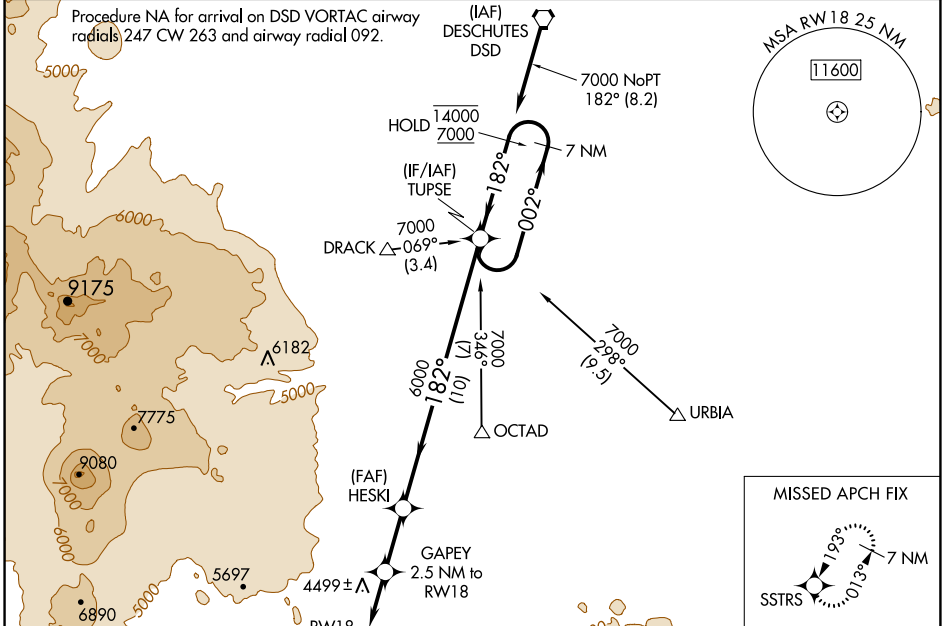 Procedure NA for arrival on DSD VORTAC airway
radials 247 CW 263 and airway radial 092.
(IAF)
DESCHUTES
DSD
7000 NoPT
182° (8.2)
MSA RW18 25 NM
11600
5000
HOLD
14000
7000
7 NM
182°
002°
(IF/IAF)
TUPSE
6000
DRACK
7000
069°
(3.4)
9175
7000
6182
5000
7000
346°
(7)
7000
298°
(9.5)
6000
182°
(10)
OCTAD
URBIA
7775
9080
7000
6000
(FAF)
HESKI
GAPEY
2.5 NM to
RW18
4499±
5697
5000
6890
RW18
MISSED APCH FIX
193°
013°
7 NM
SSTRS